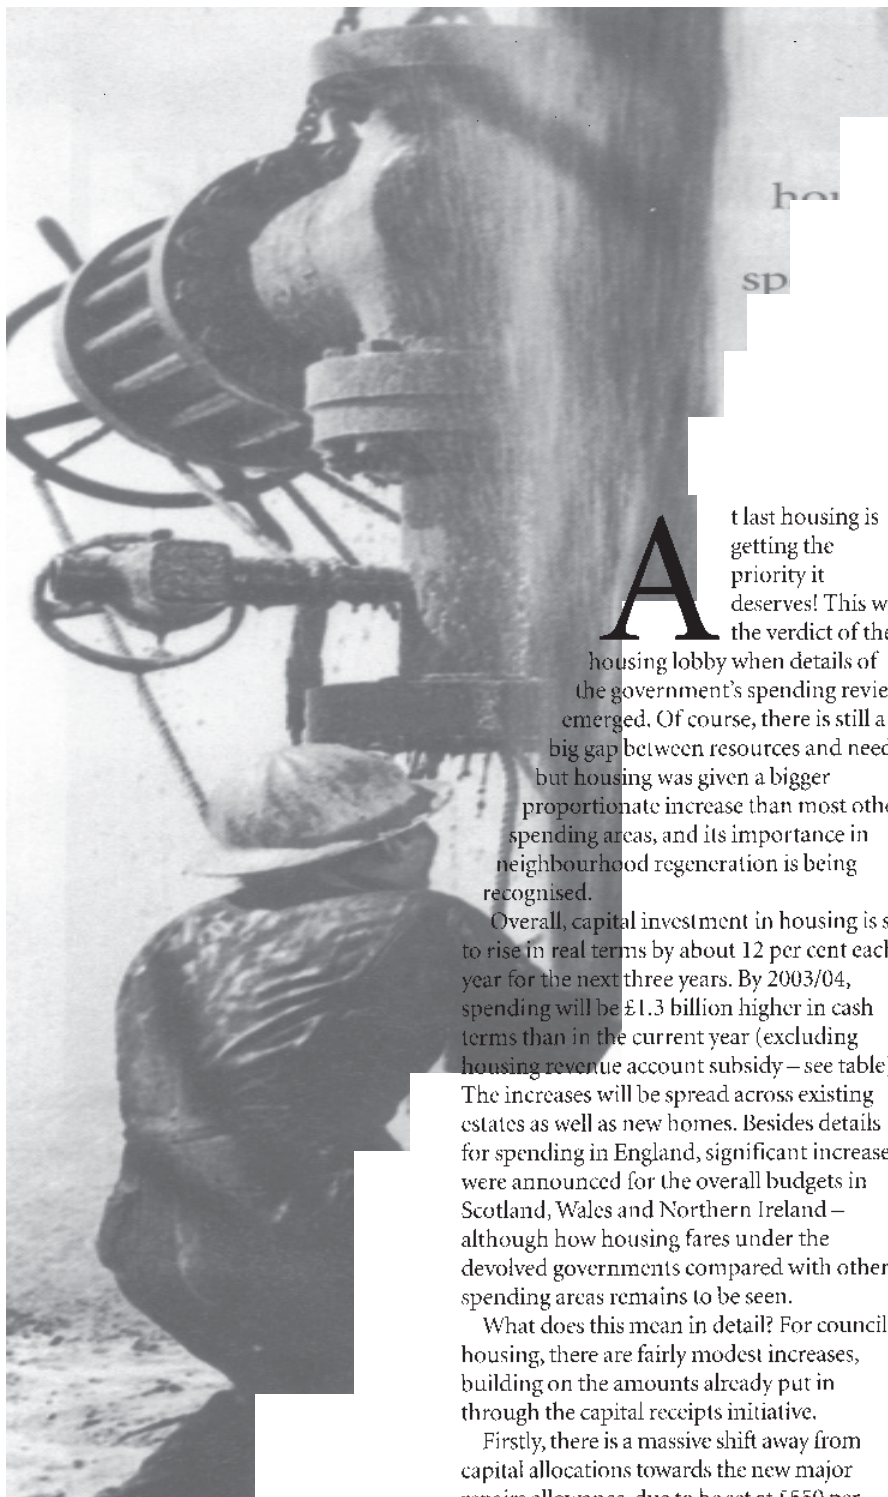 hou
sp
At last housing is
getting the
priority it
deserves! This w
the verdict of the
housing lobby when details of
the government's spending revie
emerged. Of course, there is still a
big gap between resources and need
but housing was given a bigger
proportionate increase than most othe
spending areas, and its importance in
neighbourhood regeneration is being
recognised.
Overall, capital investment in housing is s
to rise in real terms by about 12 per cent each
year for the next three years. By 2003/04,
spending will be £1.3 billion higher in cash
terms than in the current year (excluding
housing revenue account subsidy – see table)
The increases will be spread across existing
estates as well as new homes. Besides details
for spending in England, significant increase
were announced for the overall budgets in
Scotland, Wales and Northern Ireland –
although how housing fares under the
devolved governments compared with other
spending areas remains to be seen.
What does this mean in detail? For council
housing, there are fairly modest increases,
building on the amounts already put in
through the capital receipts initiative.
Firstly, there is a massive shift away from
capital allocations towards the new major